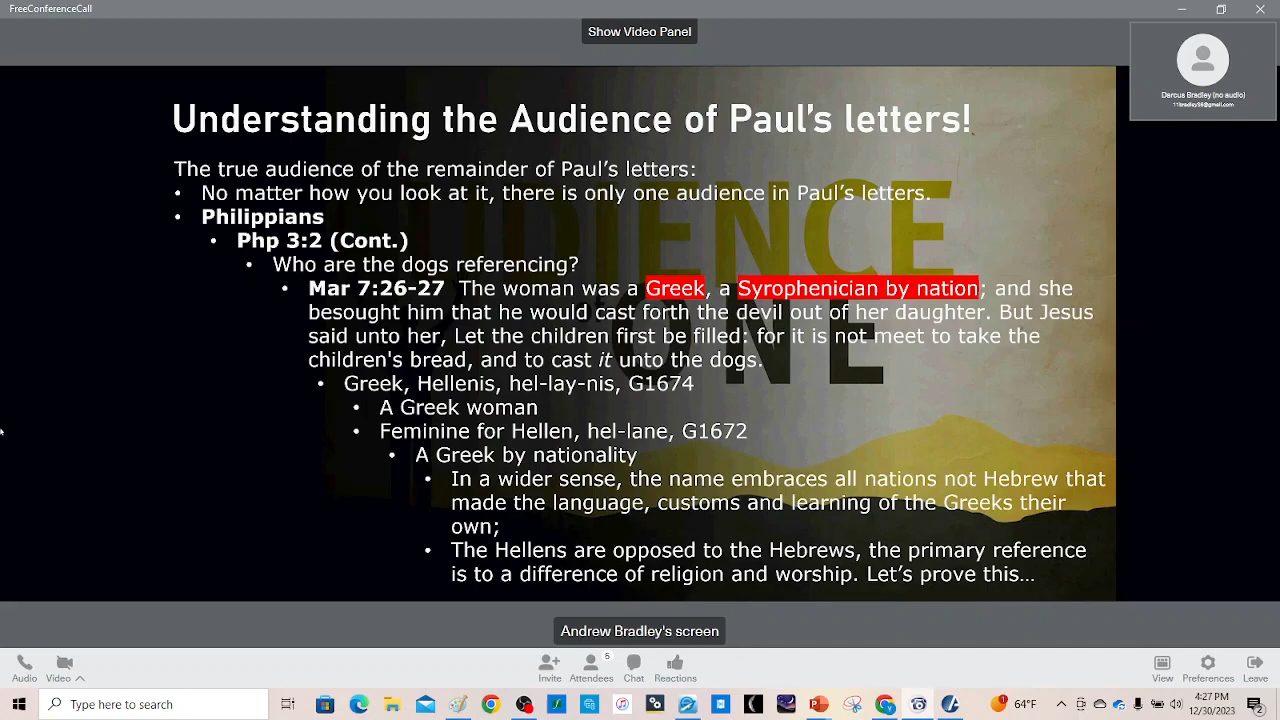 FreeConferenceCall
Show Video Panel
Darcus Bradley (no audio)
11bradley39@gmail.com
AUDIENCE
ONE
Understanding the Audience of Paul's letters!
The true audience of the remainder of Paul's letters:
• No matter how you look at it, there is only one audience in Paul's letters.
• Philippians
• Php 3:2 (Cont.)
• Who are the dogs referencing?
• Mar 7:26-27 The woman was a Greek, a Syrophenician by nation; and she
besought him that he would cast forth the devil out of her daughter. But Jesus
said unto her, Let the children first be filled: for it is not meet to take the
children's bread, and to cast it unto the dogs.
• Greek, Hellenis, hel-lay-nis, G1674
• A Greek woman
• Feminine for Hellen, hel-lane, G1672
• A Greek by nationality
• In a wider sense, the name embraces all nations not Hebrew that
made the language, customs and learning of the Greeks their
own;
• The Hellens are opposed to the Hebrews, the primary reference
is to a difference of religion and worship. Let's prove this...
Andrew Bradley's screen
Audio
Video
Invite
5
Attendees
Chat
Reactions
View
Preferences
Leave
Type here to search
64°F
4:27 PM
12/30/2023
2